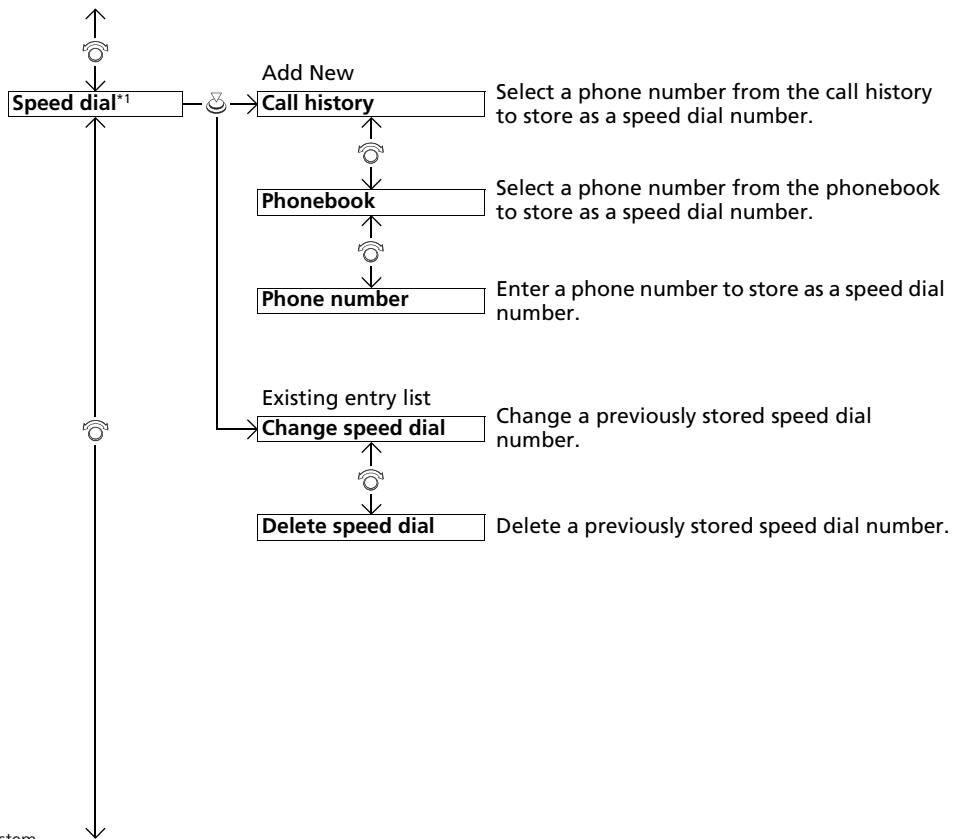 Add New
Speed dial*1
Call history
Select a phone number from the call history
to store as a speed dial number.
Phonebook
Select a phone number from the phonebook
to store as a speed dial number.
Phone number
Enter a phone number to store as a speed dial
number.
Existing entry list
Change speed dial
Change a previously stored speed dial
number.
Delete speed dial
Delete a previously stored speed dial number.